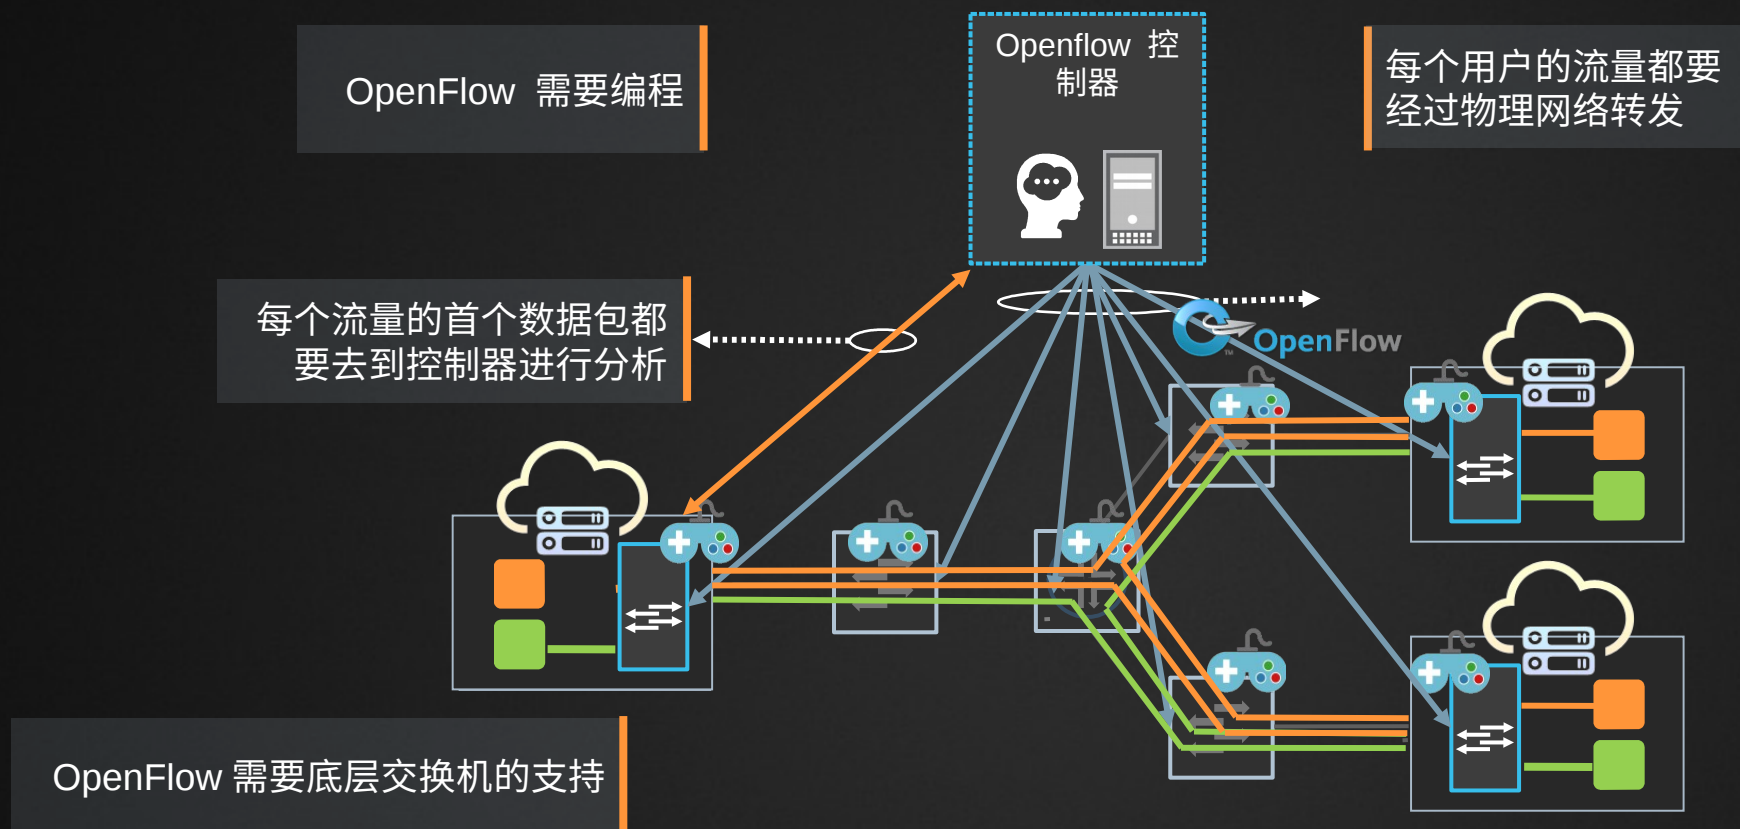 OpenFlow 需要编程
Openflow 控
制器
每个用户的流量都要
经过物理网络转发
每个流量的首个数据包都
要去到控制器进行分析
OpenFlow
TM
OpenFlow 需要底层交换机的支持